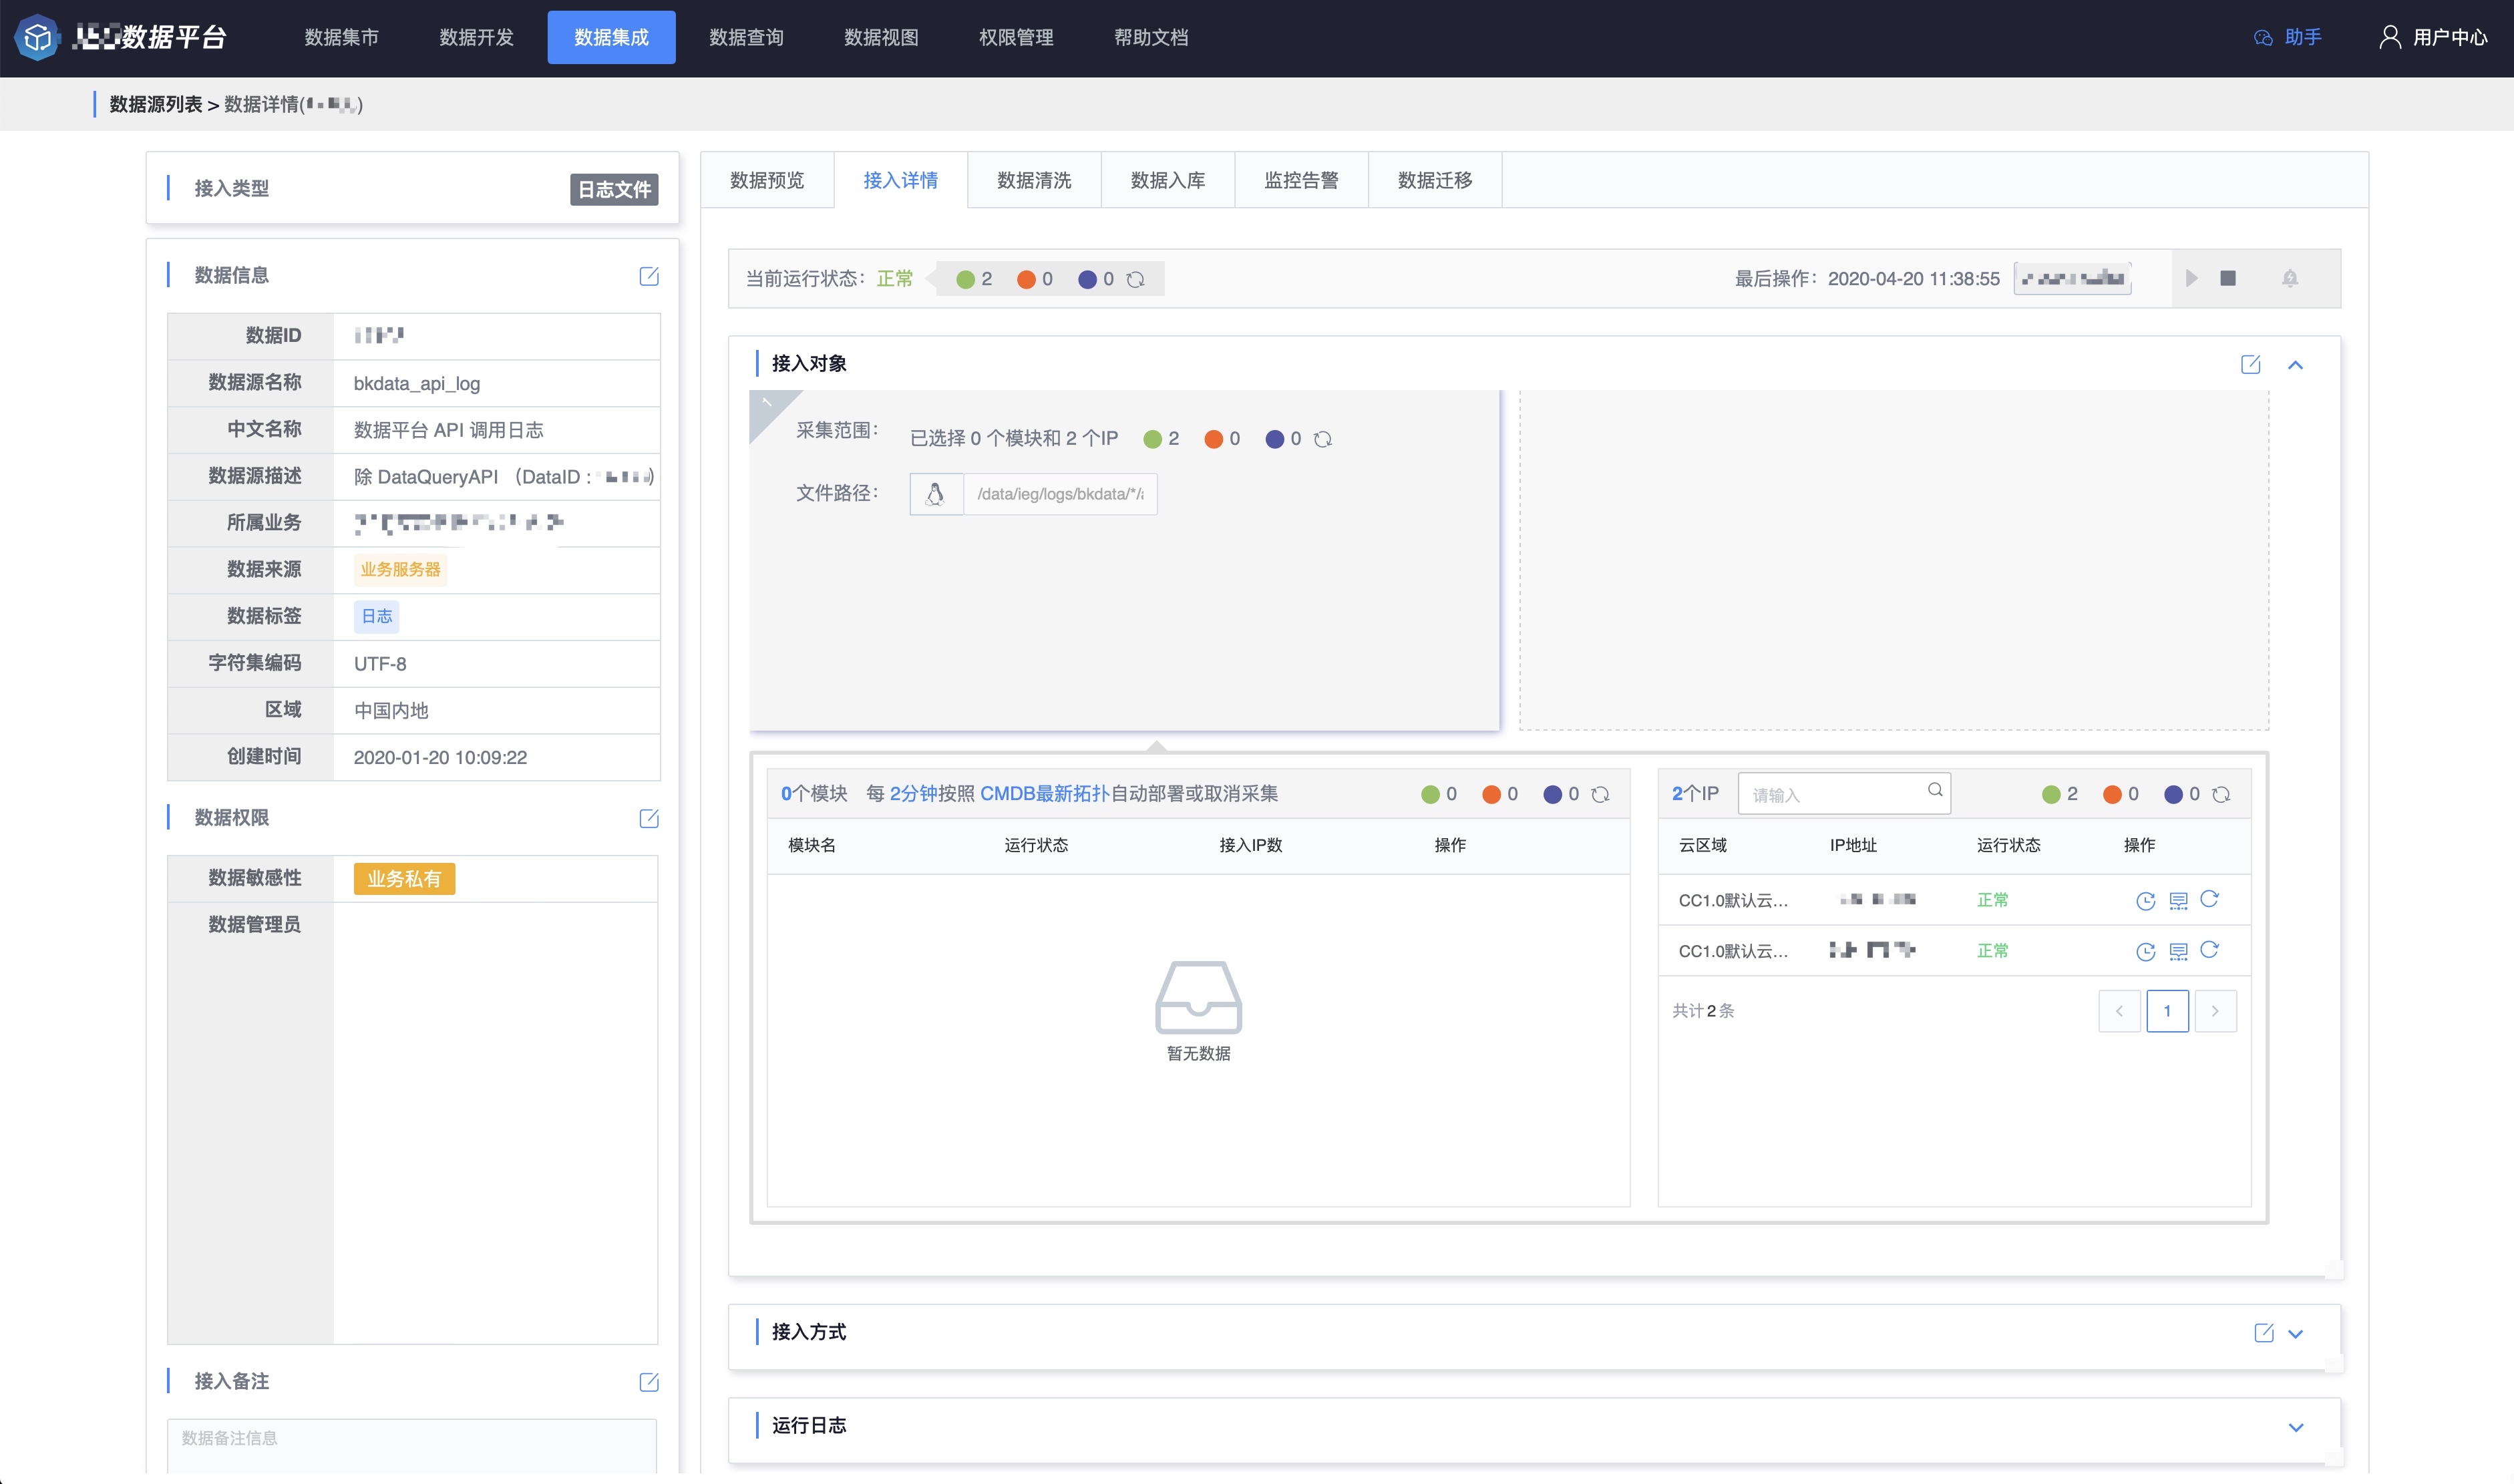 数据平台
数据集市 数据开发 数据集成 数据查询 数据视图 权限管理 帮助文档 助手 用户中心
数据源列表 > 数据详情( )
接入类型 日志文件
数据信息
数据ID
数据源名称 bkdata_api_log
中文名称 数据平台 API 调用日志
数据源描述 除 DataQueryAPI （DataID : )
所属业务
数据来源 业务服务器
数据标签 日志
字符集编码 UTF-8
区域 中国内地
创建时间 2020-01-20 10:09:22
数据权限
数据敏感性 业务私有
数据管理员
接入备注
数据备注信息
数据预览 接入详情 数据清洗 数据入库 监控告警 数据迁移
当前运行状态： 正常 2 0 0 最后操作： 2020-04-20 11:38:55
接入对象
1
采集范围： 已选择 0 个模块和 2 个IP 2 0 0
文件路径： /data/ieg/logs/bkdata/*/
0个模块 每 2分钟按照 CMDB最新拓扑自动部署或取消采集 0 0 0
模块名 运行状态 接入IP数 操作
暂无数据
2个IP 请输入 2 0 0
云区域 IP地址 运行状态 操作
CC1.0默认云... 正常
CC1.0默认云... 正常
共计 2 条 1
接入方式
运行日志